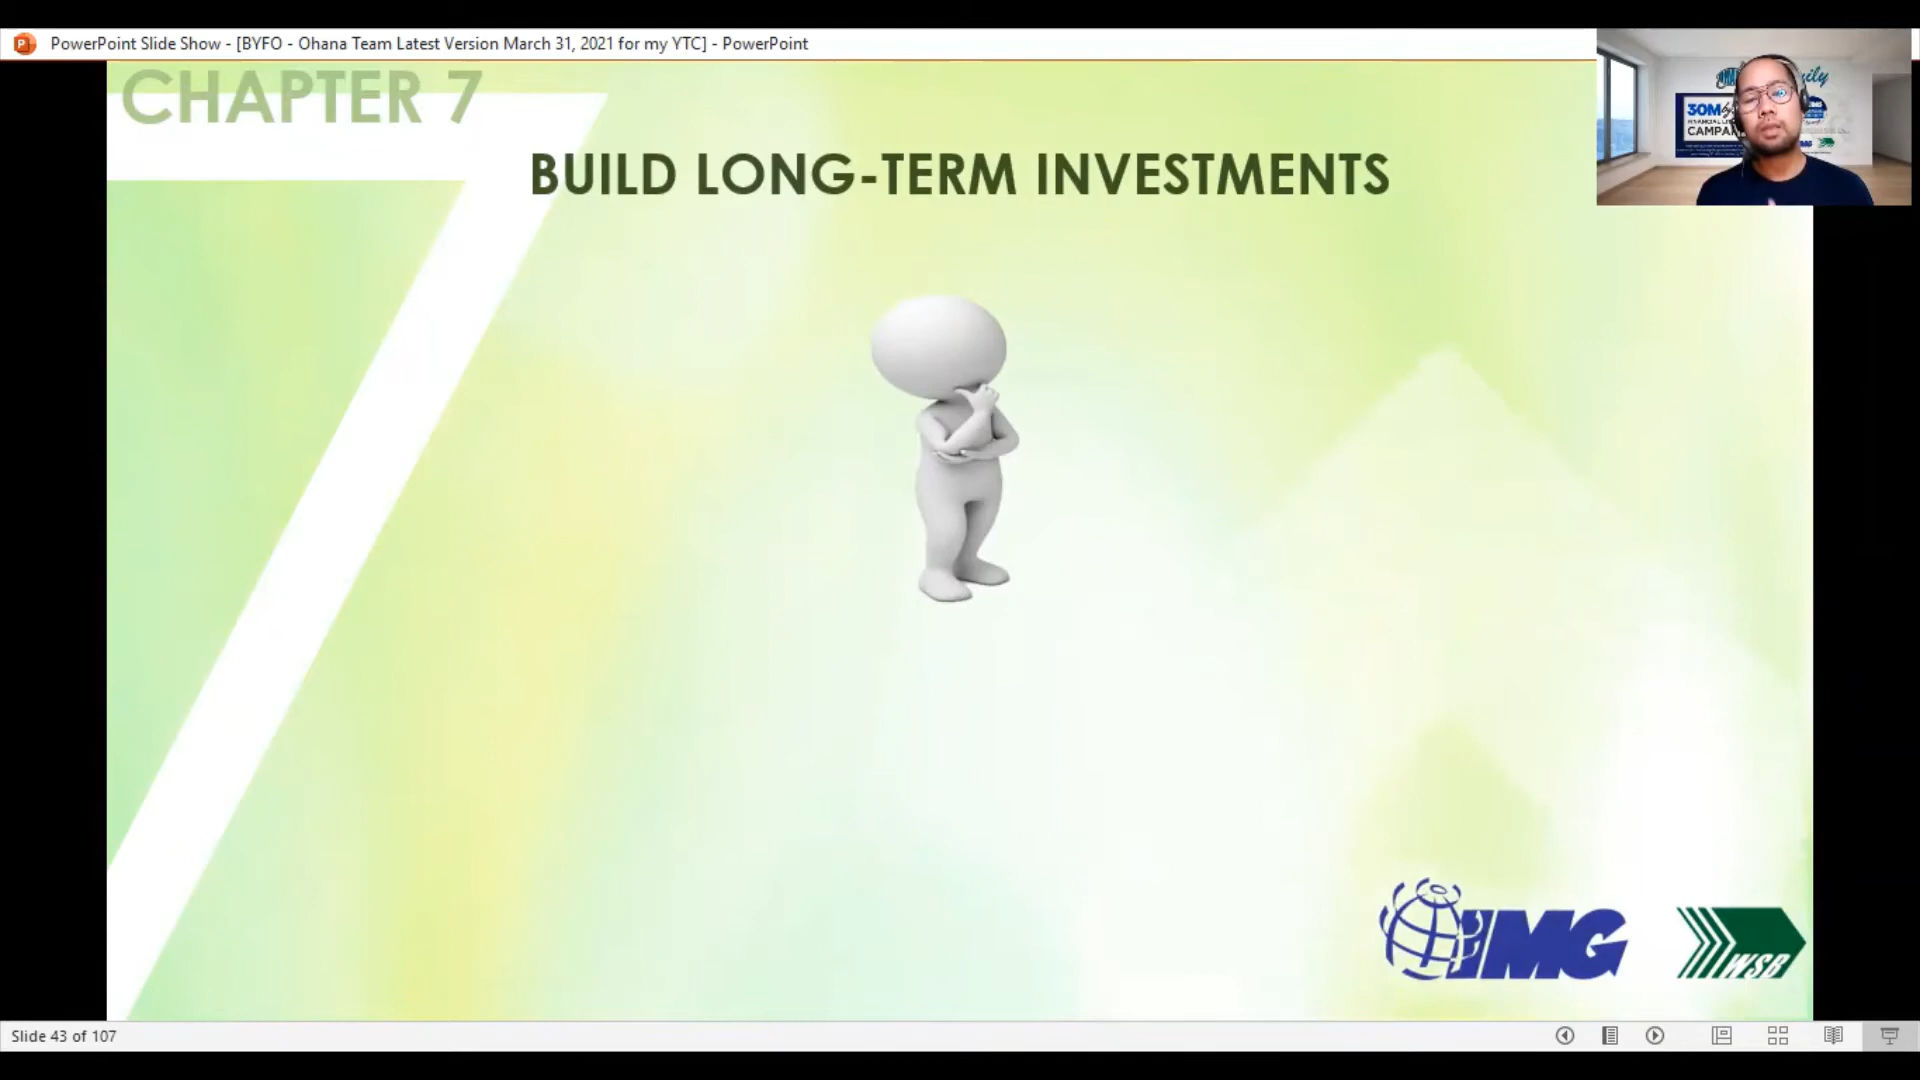 PowerPoint Slide Show - [BYFO - Ohana Team Latest Version March 31, 2021 for my YTC] - PowerPoint
CHAPTER 7
BUILD LONG-TERM INVESTMENTS
30M
CAMPA
IMG
WSB
Slide 43 of 107